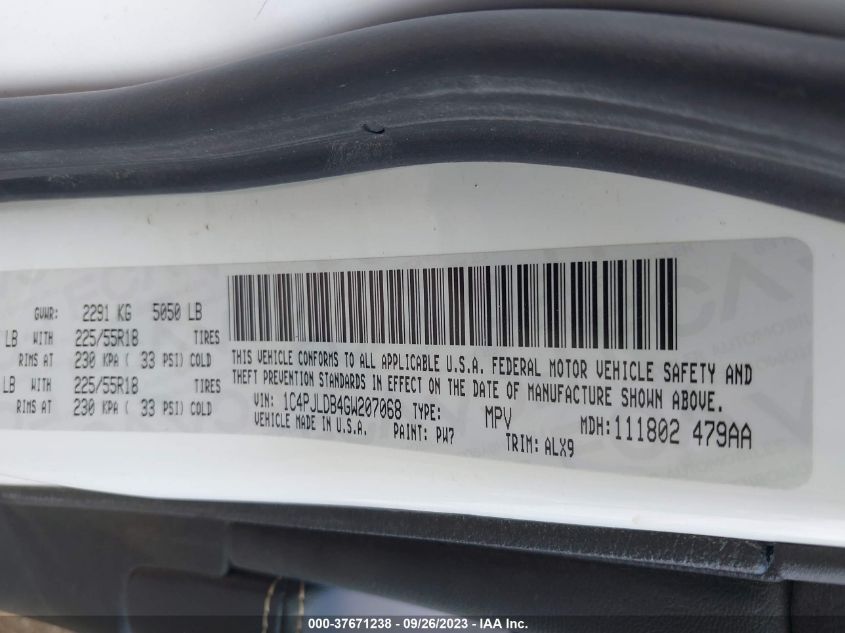 GVWR: 2291 KG 5050 LB
LB WITH 225/55R18 TIRES
RIMS AT 230 KPA ( 33 PSI) COLD
LB WITH 225/55R18 TIRES
RIMS AT 230 KPA ( 33 PSI) COLD
THIS VEHICLE CONFORMS TO ALL APPLICABLE U.S.A. FEDERAL MOTOR VEHICLE SAFETY AND
THEFT PREVENTION STANDARDS IN EFFECT ON THE DATE OF MANUFACTURE SHOWN ABOVE.
VIN: 1C4PJLDB4GW207068 TYPE: MPV MDH: 111802 479AA
VEHICLE MADE IN U.S.A. PAINT: PW7 TRIM: ALX9
000-37671238 - 09/26/2023 - IAA Inc.